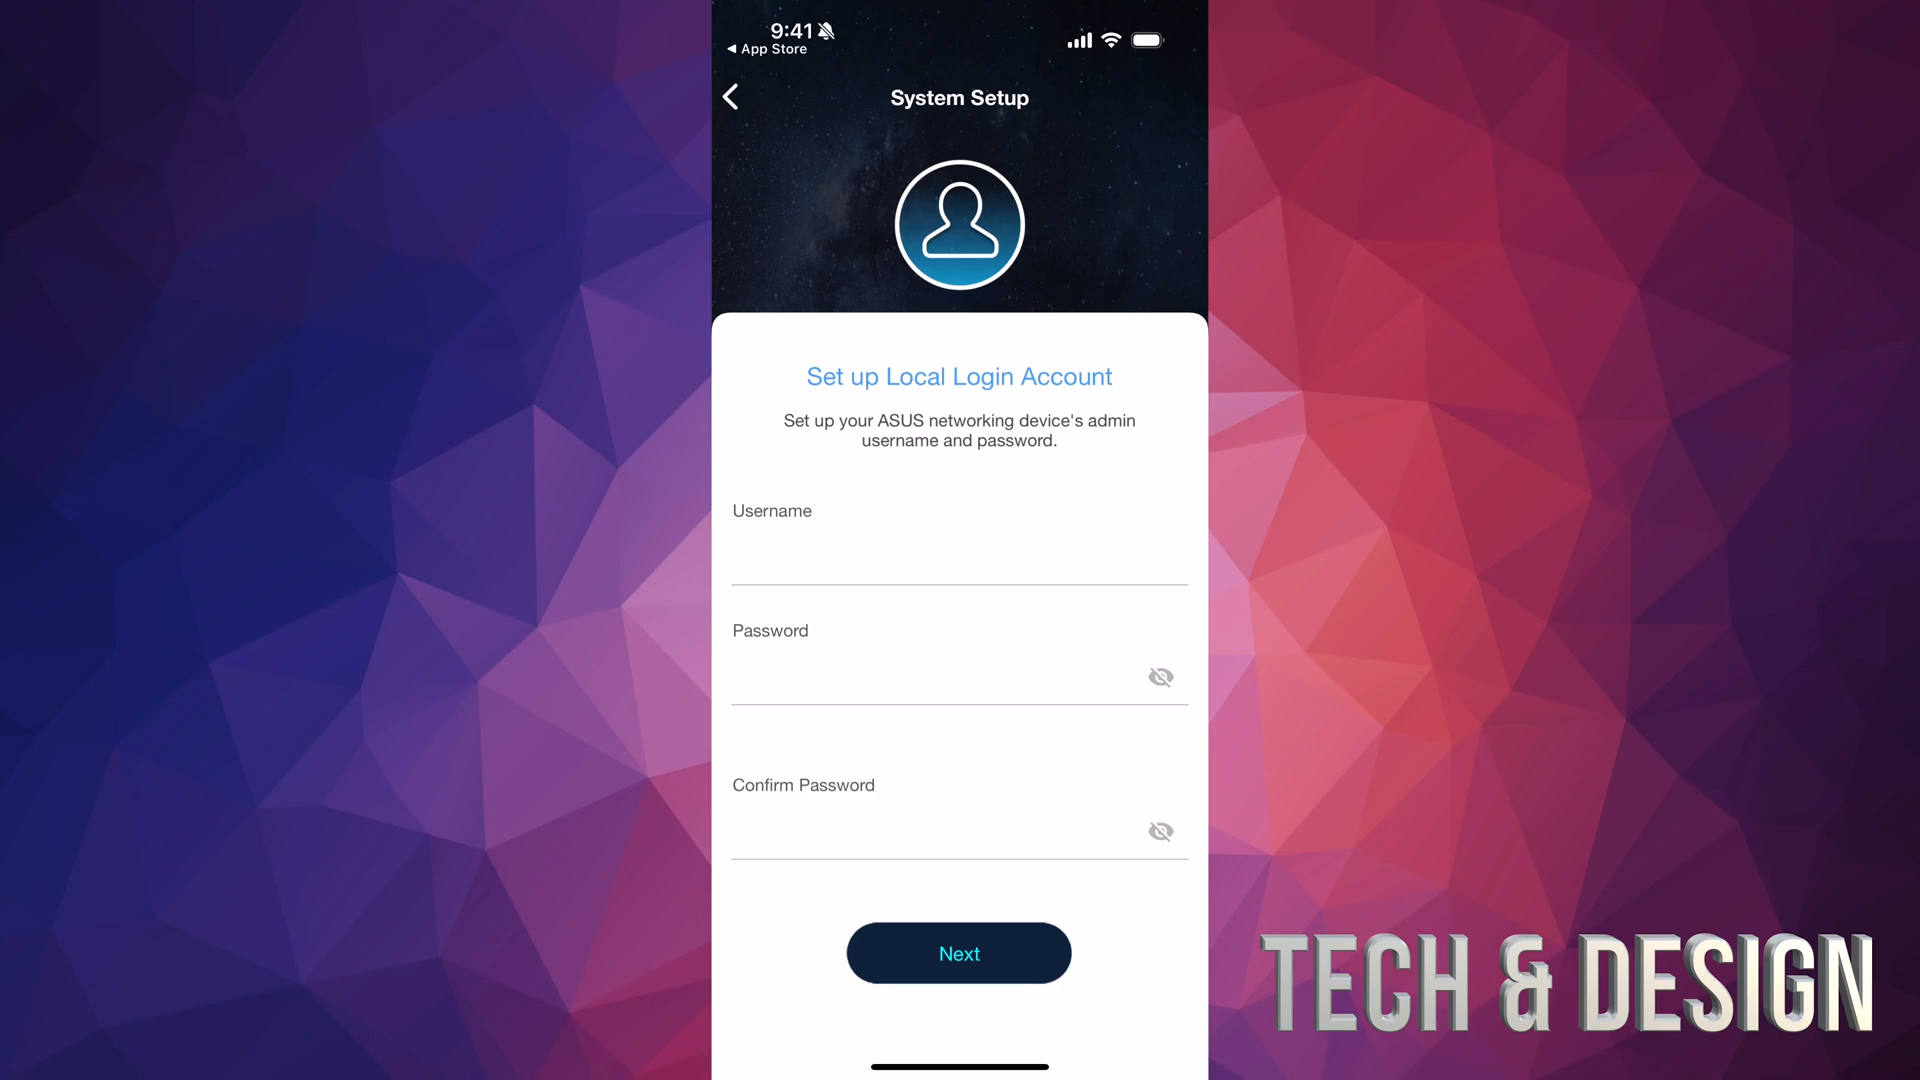 9:41
◀ App Store
System Setup
Set up Local Login Account
Set up your ASUS networking device's admin
username and password.
Username
Password
Confirm Password
Next
TECH & DESIGN